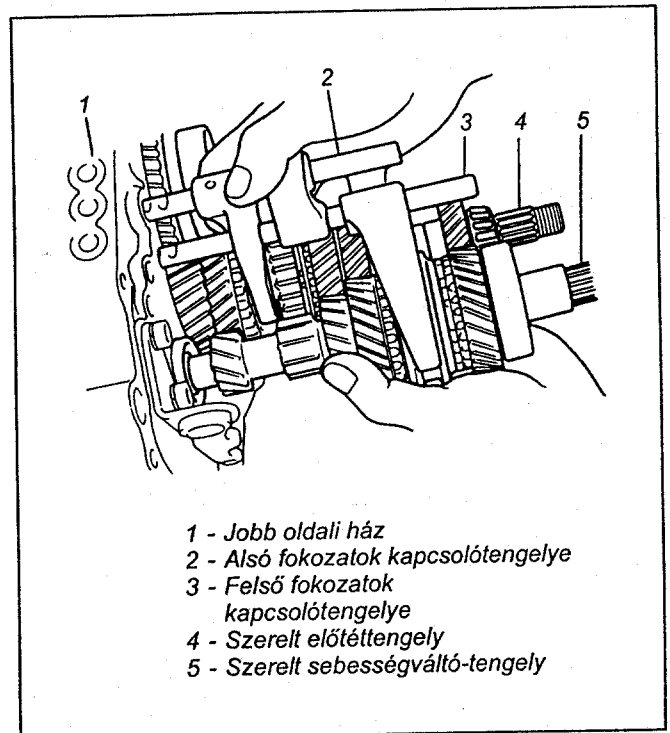 1
2
3
4
5
1 - Jobb oldali ház
2 - Alsó fokozatok kapcsolótengelye
3 - Felső fokozatok
kapcsolótengelye
4 - Szerelt előtéttengely
5 - Szerelt sebességváltó-tengely